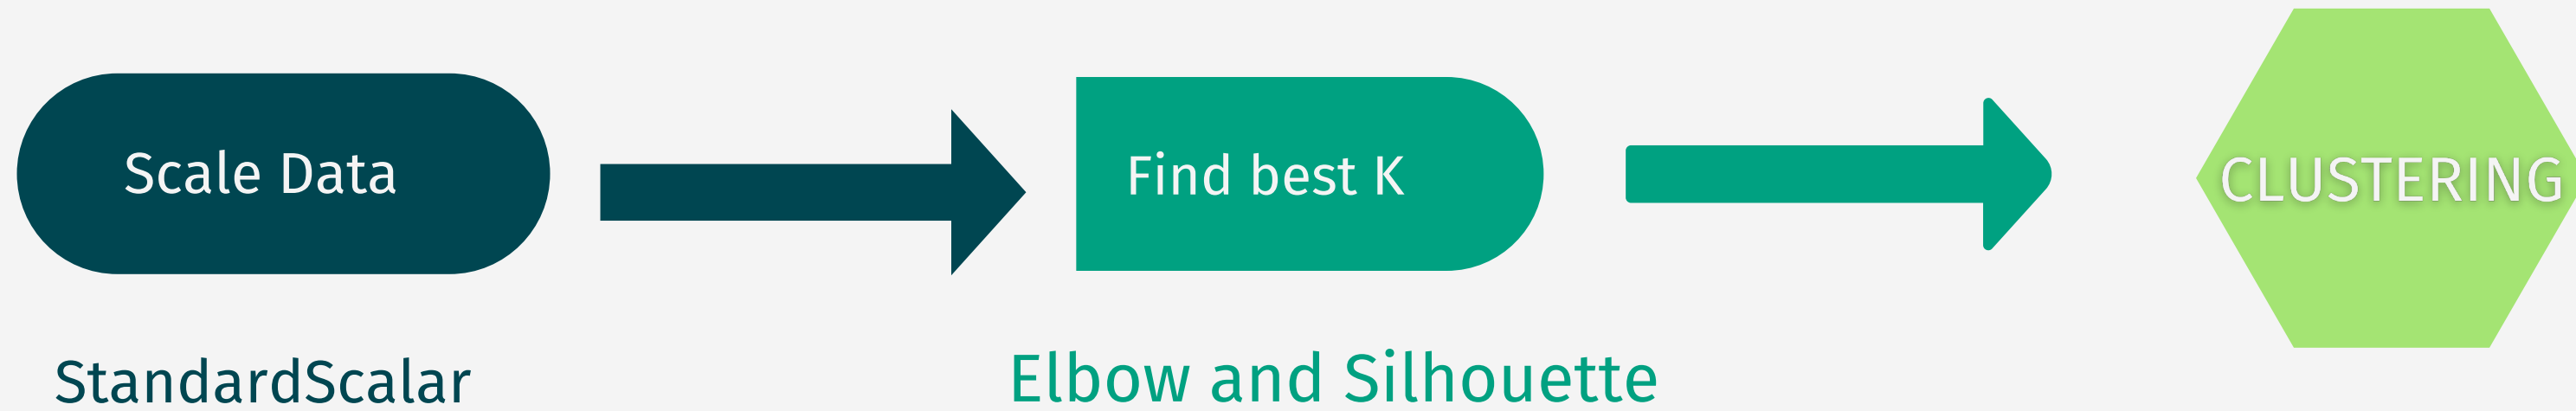 Scale Data
Find best K
CLUSTERING
StandardScalar
Elbow and Silhouette